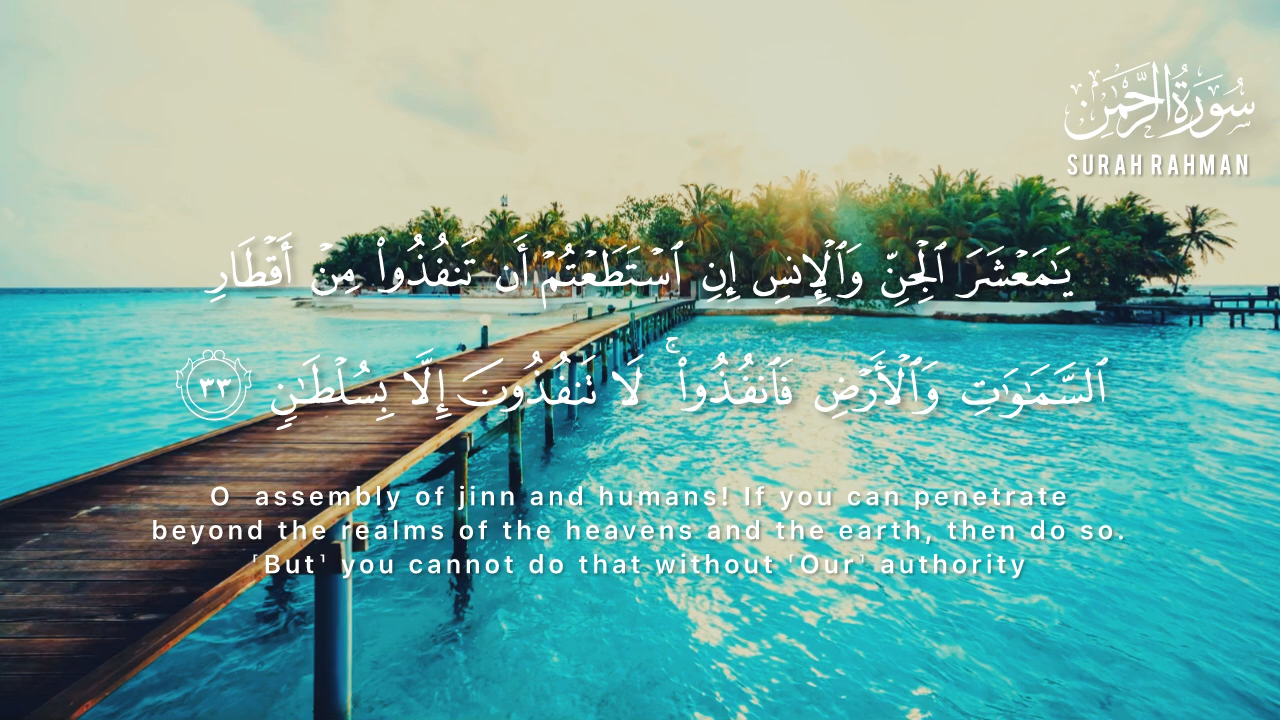 سُورَةُ الرَّحْمَٰن
SURAH RAHMAN
يَـٰمَعْشَرَ ٱلْجِنِّ وَٱلْإِنسِ إِنِ ٱسْتَطَعْتُمْ أَن تَنفُذُوا۟ مِنْ أَقْطَارِ
ٱلسَّمَـٰوَٰتِ وَٱلْأَرْضِ فَٱنفُذُوا۟ ۚ لَا تَنفُذُونَ إِلَّا بِسُلْطَـٰنٍ ٣٣
O assembly of jinn and humans! If you can penetrate
beyond the realms of the heavens and the earth, then do so.
˹But˺ you cannot do that without ˹Our˺ authority